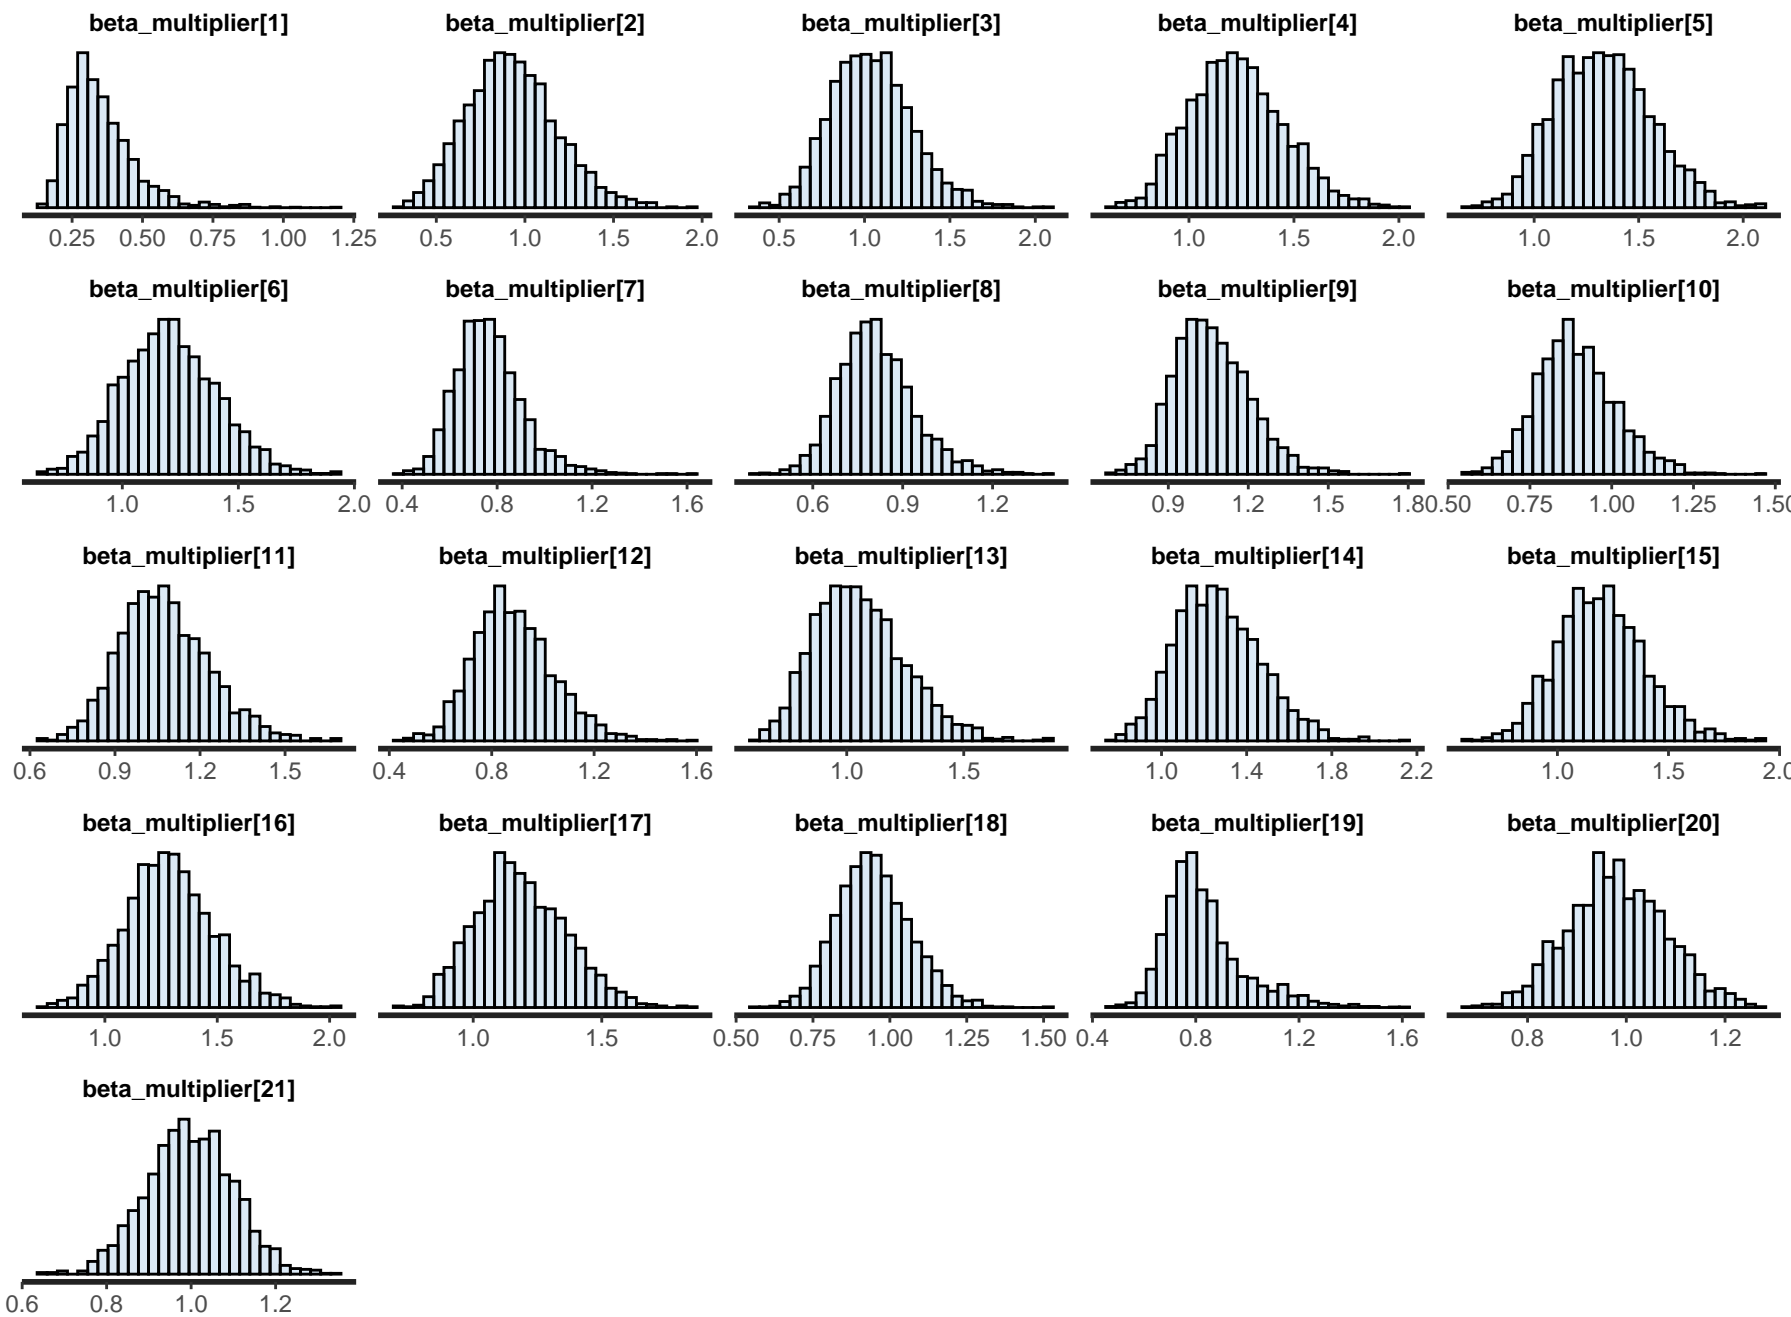 beta_multiplier[1] beta_multiplier[2] beta_multiplier[3] beta_multiplier[4] beta_multiplier[5]
0.25 0.50 0.75 1.00 1.25 0.5 1.0 1.5 2.0 0.5 1.0 1.5 2.0 1.0 1.5 2.0 1.0 1.5 2.0
beta_multiplier[6] beta_multiplier[7] beta_multiplier[8] beta_multiplier[9] beta_multiplier[10]
1.0 1.5 2.0 0.4 0.8 1.2 1.6 0.6 0.9 1.2 0.9 1.2 1.5 1.8 0.50 0.75 1.00 1.25 1.50
beta_multiplier[11] beta_multiplier[12] beta_multiplier[13] beta_multiplier[14] beta_multiplier[15]
0.6 0.9 1.2 1.5 0.4 0.8 1.2 1.6 1.0 1.5 1.0 1.4 1.8 2.2 1.0 1.5 2.0
beta_multiplier[16] beta_multiplier[17] beta_multiplier[18] beta_multiplier[19] beta_multiplier[20]
1.0 1.5 2.0 1.0 1.5 0.50 0.75 1.00 1.25 1.50 0.4 0.8 1.2 1.6 0.8 1.0 1.2
beta_multiplier[21]
0.6 0.8 1.0 1.2